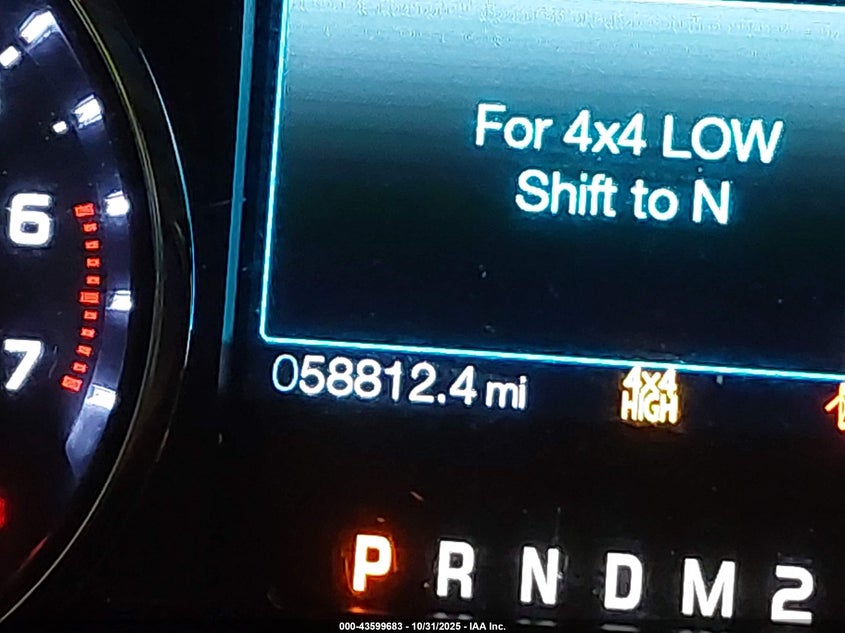 For 4x4 LOW
Shift to N
6
7
058812.4 mi
4x4
HIGH
P R N D M 2
000-43599683 - 10/31/2025 - IAA Inc.